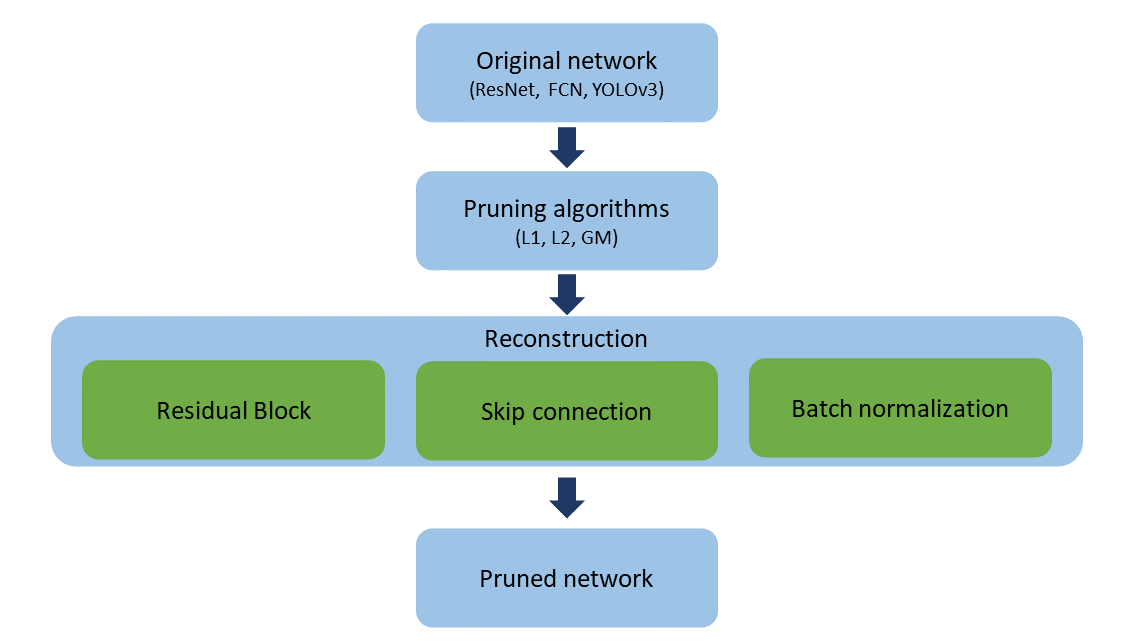 Original network
(ResNet, FCN, YOLOv3)
Pruning algorithms
(L1, L2, GM)
Reconstruction
Residual Block
Skip connection
Batch normalization
Pruned network